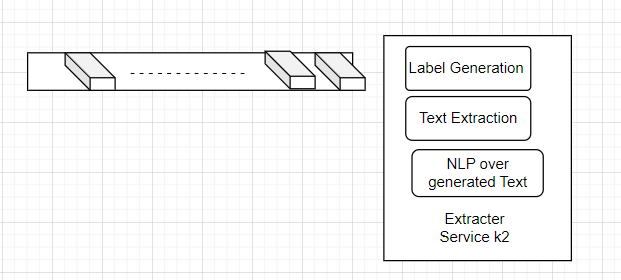 Label Generation
Text Extraction
NLP over
generated Text
Extracter
Service k2